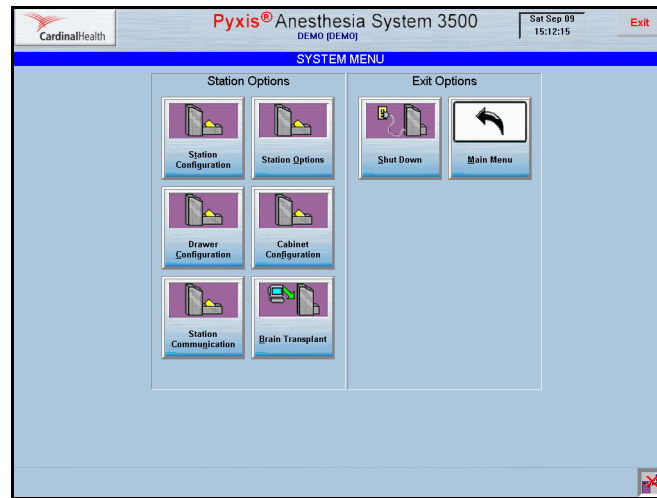 CardinalHealth
Pyxis® Anesthesia System 3500
DEMO [DEMO]
Sat Sep 09
15:12:15
Exit
SYSTEM MENU
Station Options
Exit Options
Station
Configuration
Station Options
Shut Down
Main Menu
Drawer
Configuration
Cabinet
Configuration
Station
Communication
Brain Transplant